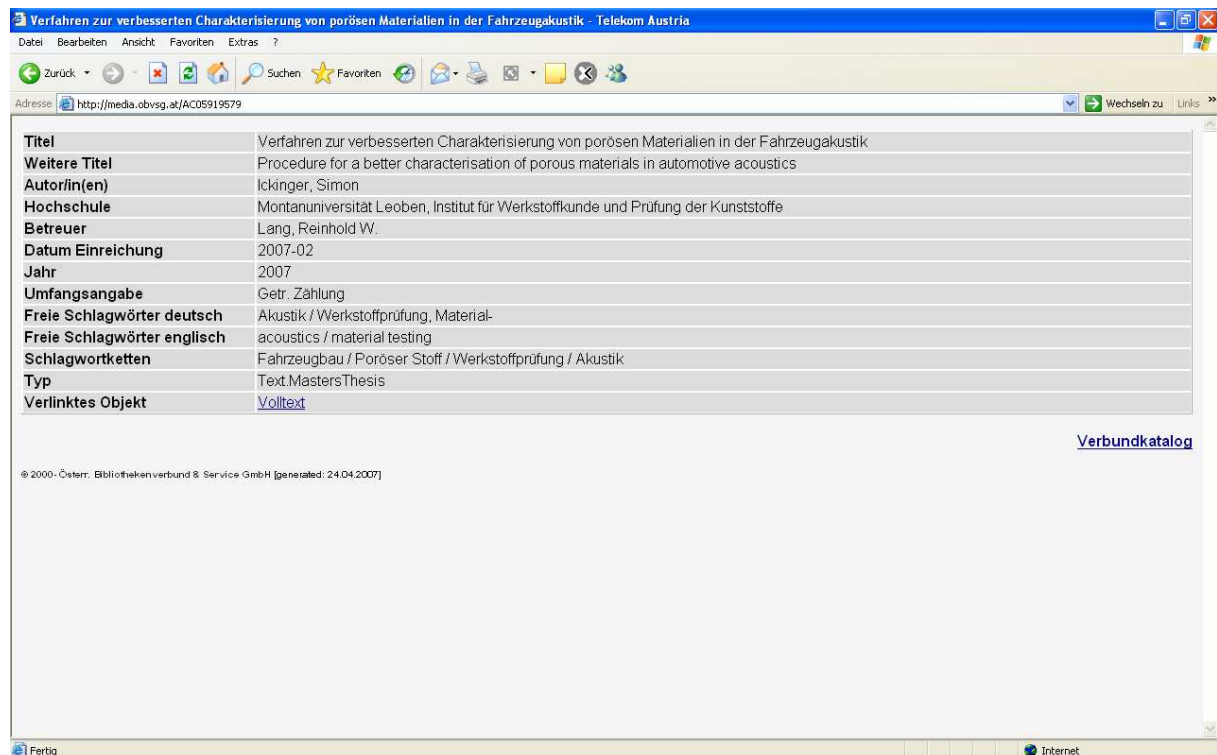 Verfahren zur verbesserten Charakterisierung von porösen Materialien in der Fahrzeugakustik - Telekom Austria
Datei Bearbeiten Ansicht Favoriten Extras ?
Zurück Suchen Favoriten
Adresse http://media.obvsg.at/AC05919579 Wechseln zu Links »
Titel Verfahren zur verbesserten Charakterisierung von porösen Materialien in der Fahrzeugakustik
Weitere Titel Procedure for a better characterisation of porous materials in automotive acoustics
Autor/in(en) Ickinger, Simon
Hochschule Montanuniversität Leoben, Institut für Werkstoffkunde und Prüfung der Kunststoffe
Betreuer Lang, Reinhold W.
Datum Einreichung 2007-02
Jahr 2007
Umfangsangabe Getr. Zählung
Freie Schlagwörter deutsch Akustik / Werkstoffprüfung, Material-
Freie Schlagwörter englisch acoustics / material testing
Schlagwortketten Fahrzeugbau / Poröser Stoff / Werkstoffprüfung / Akustik
Typ Text.MastersThesis
Verlinktes Objekt Volltext
Verbundkatalog
© 2000- Österr. Bibliothekenverbund & Service GmbH [generated: 24.04.2007]
Fertig Internet